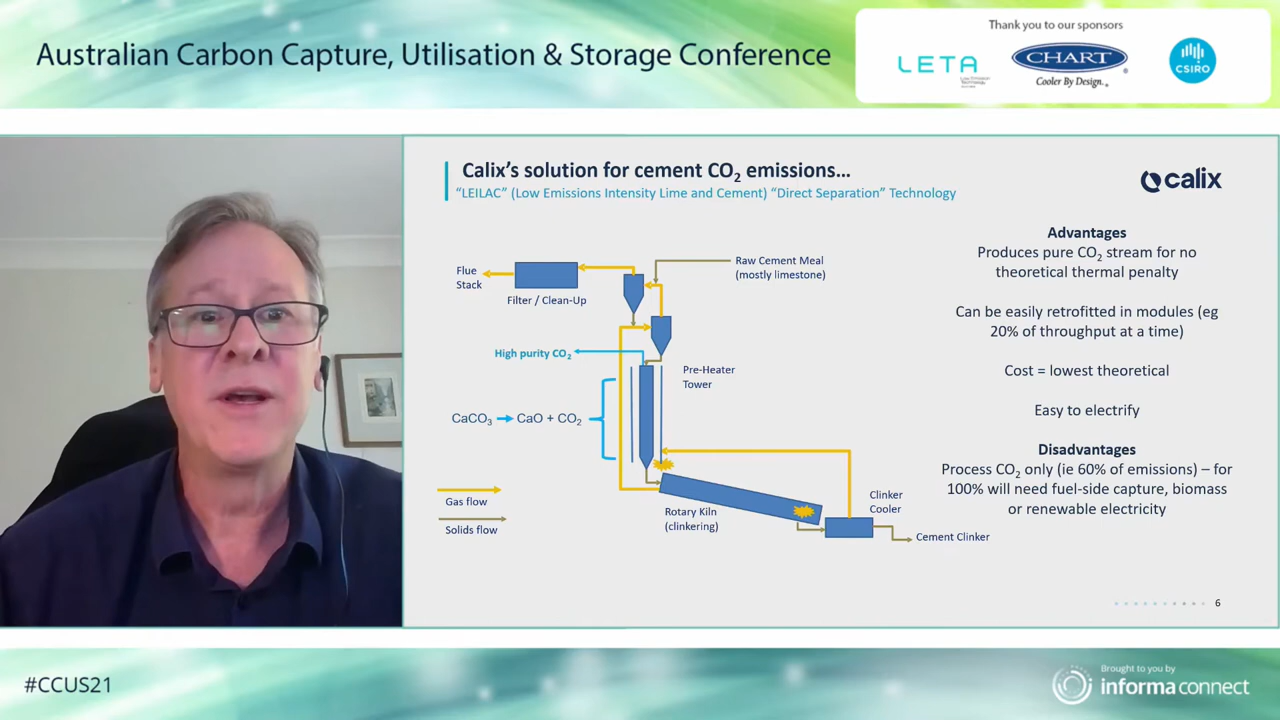 Australian Carbon Capture, Utilisation & Storage Conference
Thank you to our sponsors
LETA
CHART
Cooler By Design.
CSIRO
Calix's solution for cement CO₂ emissions...
"LEILAC" (Low Emissions Intensity Lime and Cement) "Direct Separation" Technology
calix
Flue
Stack
Filter / Clean-Up
Raw Cement Meal
(mostly limestone)
High purity CO₂
Pre-Heater
Tower
CaCO₃ → CaO + CO₂
Gas flow
Solids flow
Rotary Kiln
(clinkering)
Clinker
Cooler
Cement Clinker
Advantages
Produces pure CO₂ stream for no
theoretical thermal penalty
Can be easily retrofitted in modules (eg
20% of throughput at a time)
Cost = lowest theoretical
Easy to electrify
Disadvantages
Process CO₂ only (ie 60% of emissions) – for
100% will need fuel-side capture, biomass
or renewable electricity
6
#CCUS21
Brought to you by
informa connect